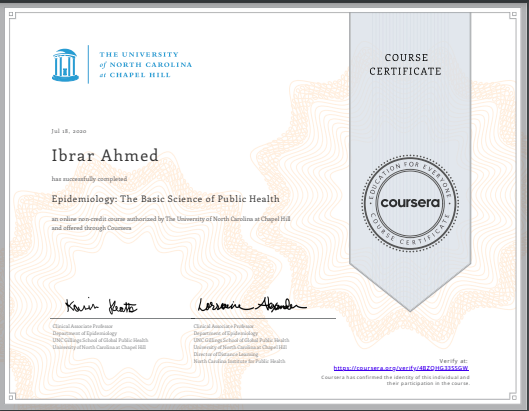 THE UNIVERSITY
of NORTH CAROLINA
at CHAPEL HILL
COURSE
CERTIFICATE
Jul 18, 2020
Ibrar Ahmed
has successfully completed
Epidemiology: The Basic Science of Public Health
an online non-credit course authorized by The University of North Carolina at Chapel Hill
and offered through Coursera
EDUCATION FOR EVERYONE
coursera
COURSE CERTIFICATE
Clinical Associate Professor
Department of Epidemiology
UNC Gillings School of Global Public Health
University of North Carolina at Chapel Hill
Lorraine Alexander
Clinical Associate Professor
Department of Epidemiology
UNC Gillings School of Global Public Health
University of North Carolina at Chapel Hill
Director of Distance Learning
North Carolina Institute for Public Health
Verify at:
https://coursera.org/verify/4BZQHG33SSGW
Coursera has confirmed the identity of this individual and
their participation in the course.